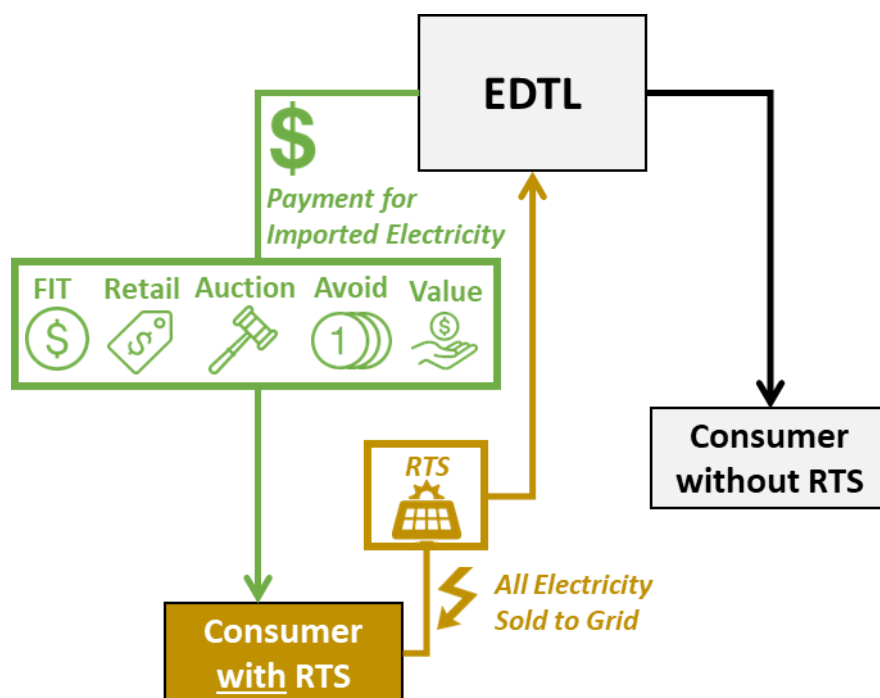 EDTL
$
Payment for
Imported Electricity
FIT Retail Auction Avoid Value
$ $ 1 $
Consumer
without RTS
RTS
All Electricity
Sold to Grid
Consumer
with RTS